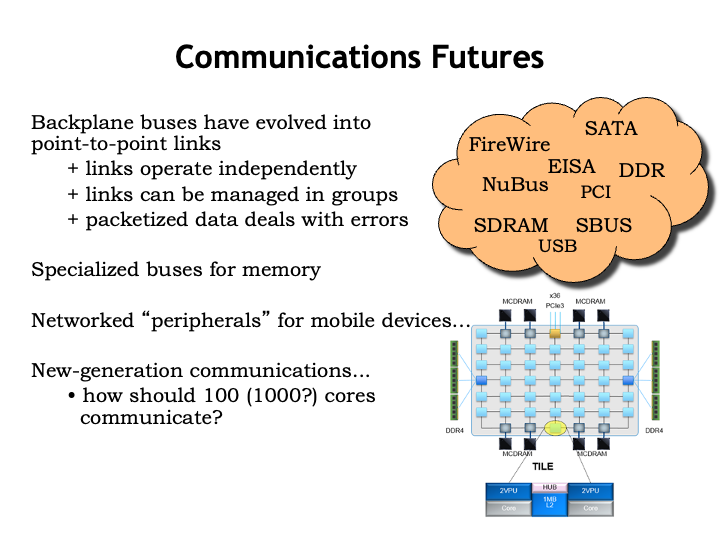 Communications Futures
Backplane buses have evolved into
point-to-point links
+ links operate independently
+ links can be managed in groups
+ packetized data deals with errors
Specialized buses for memory
Networked “peripherals” for mobile devices…
New-generation communications…
• how should 100 (1000?) cores
communicate?
SATA
FireWire
EISA
DDR
NuBus
PCI
SDRAM
SBUS
USB
x36
PCIe3
MCDRAM
MCDRAM
DDR4
DDR4
MCDRAM
MCDRAM
TILE
2VPU
HUB
2VPU
1MB
L2
Core
Core